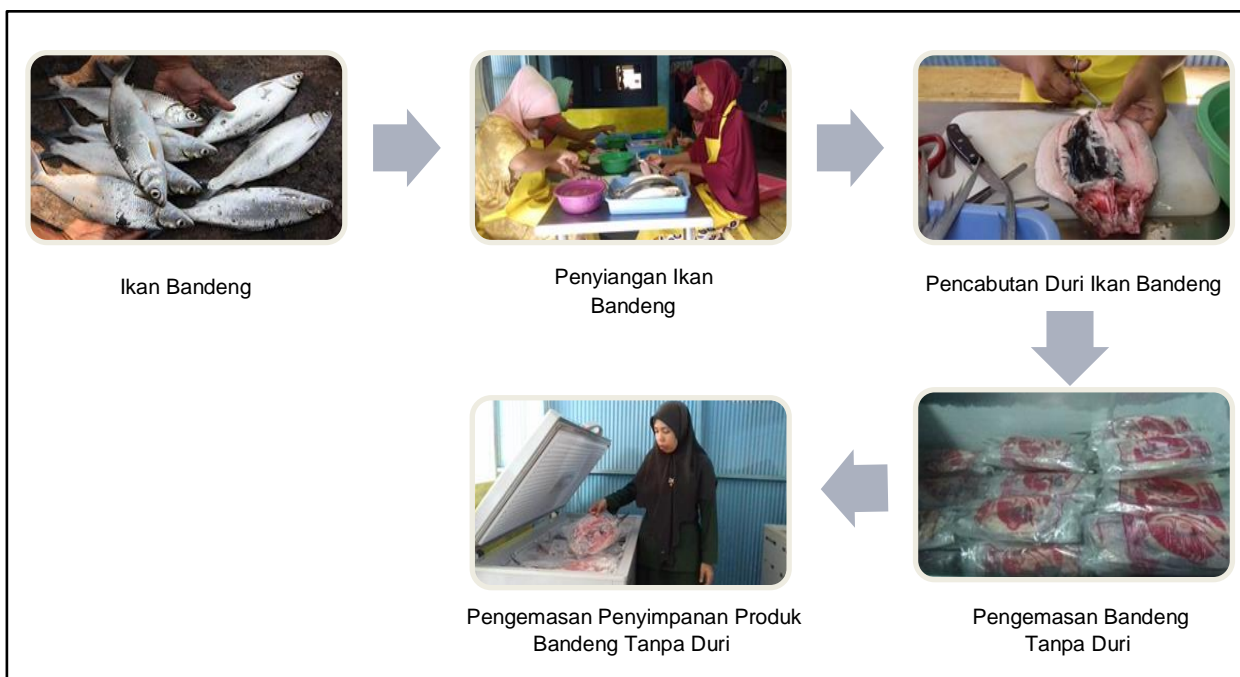 Ikan Bandeng
Penyiangan Ikan
Bandeng
Pencabutan Duri Ikan Bandeng
Pengemasan Bandeng
Tanpa Duri
Pengemasan Penyimpanan Produk
Bandeng Tanpa Duri